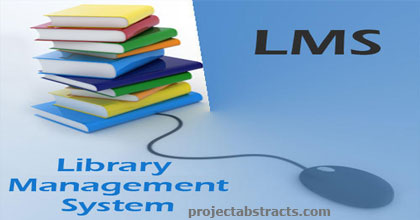 LMS
Library
Management
System
projectabstracts.com